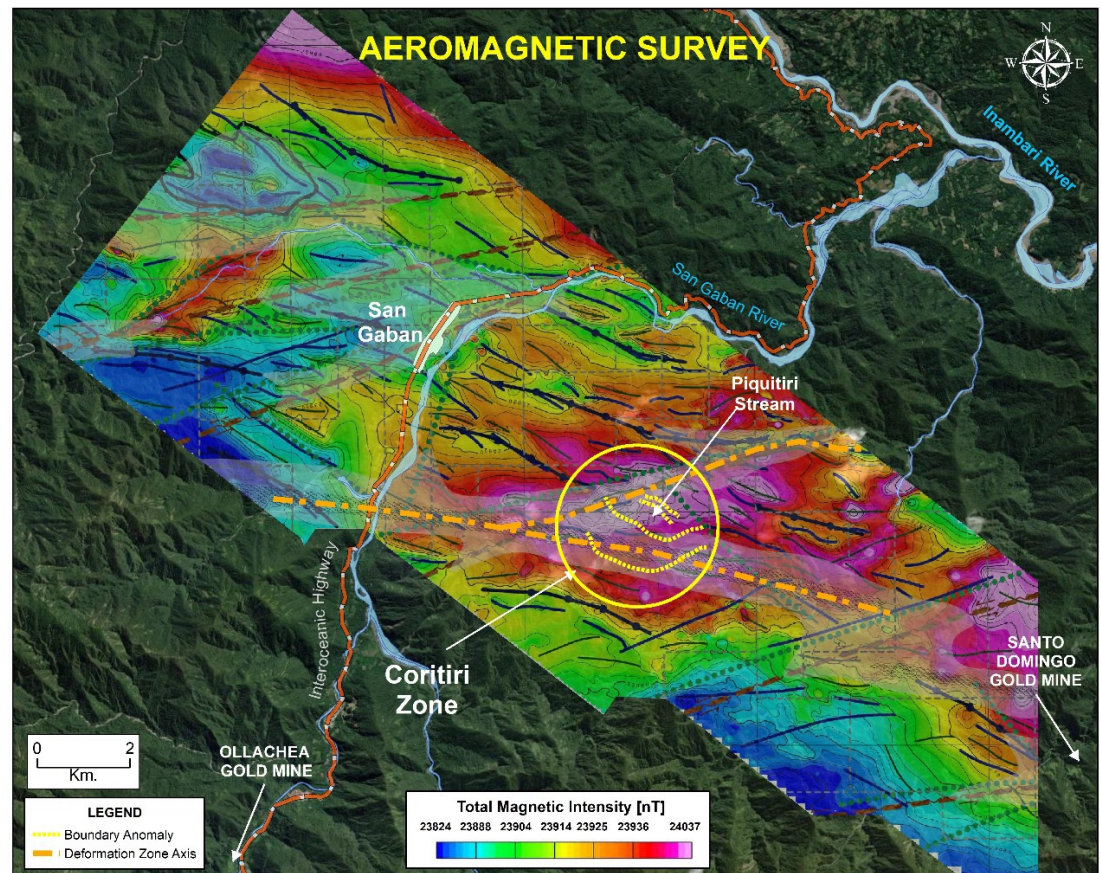 AEROMAGNETIC SURVEY
N
W E
S
Inambari River
San Gaban River
San
Gaban
Piquitiri
Stream
Interoceanic Highway
Coritiri
Zone
SANTO
DOMINGO
GOLD MINE
OLLACHEA
GOLD MINE
0 2
Km.
LEGEND
Boundary Anomaly
Deformation Zone Axis
Total Magnetic Intensity [nT]
23824 23888 23904 23914 23925 23936 24037